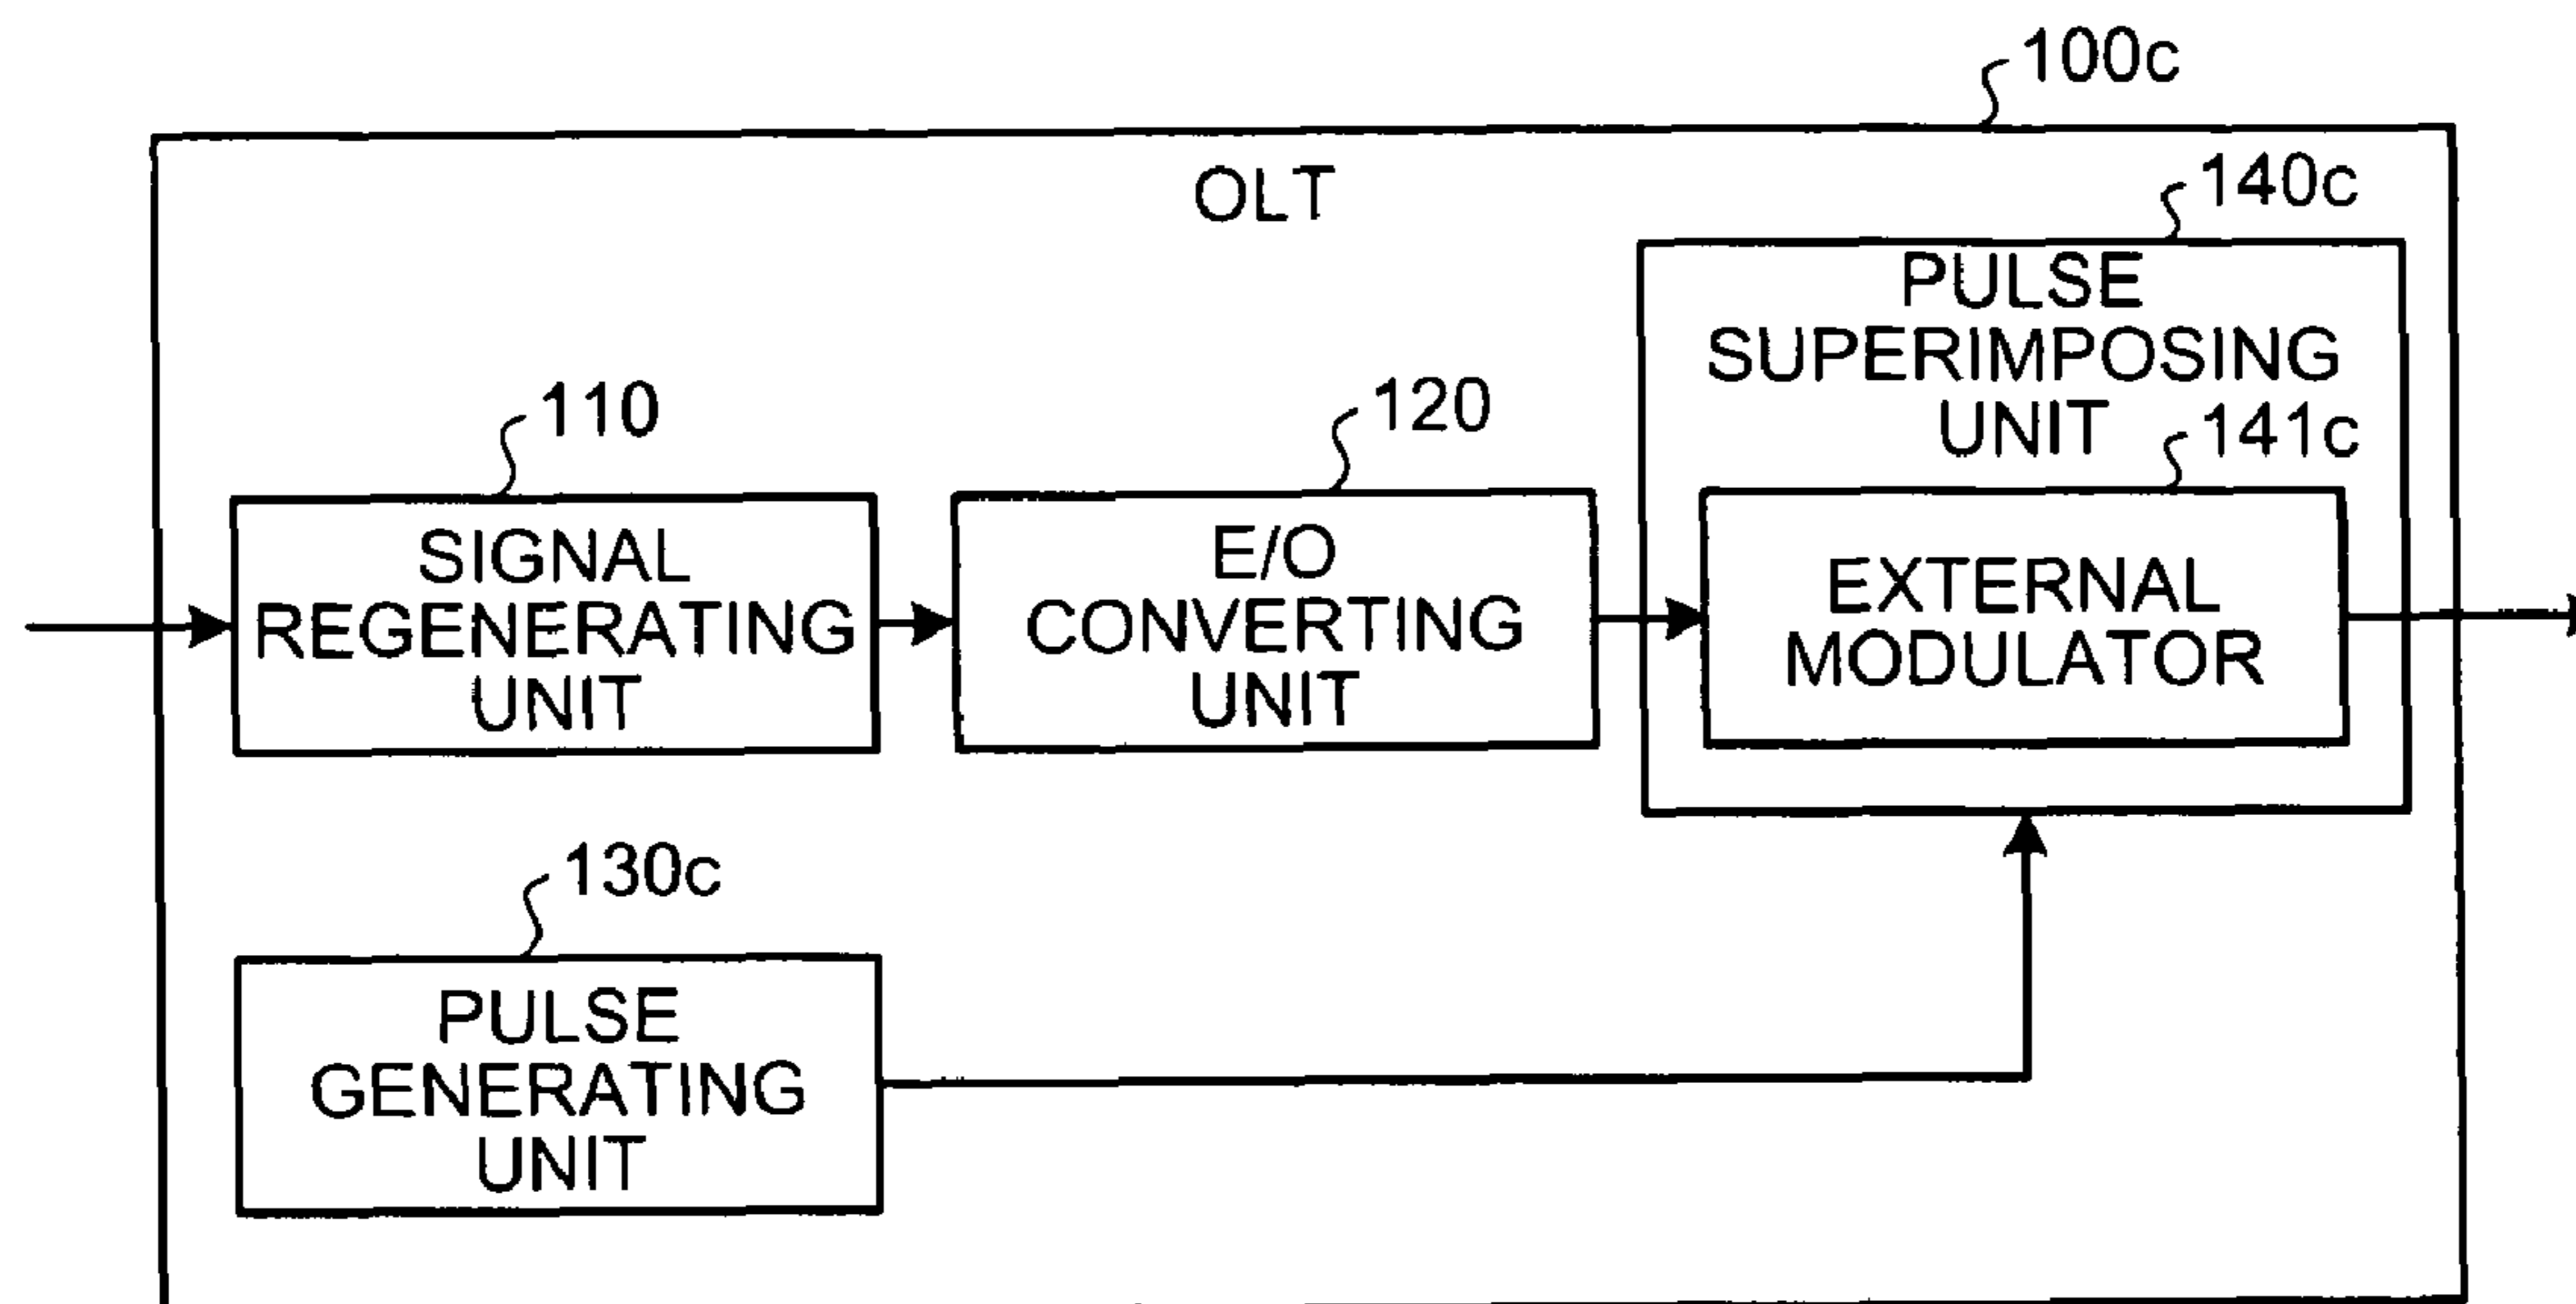 100c
OLT
140c
PULSE
SUPERIMPOSING
UNIT
110
120
141c
SIGNAL
REGENERATING
UNIT
E/O
CONVERTING
UNIT
EXTERNAL
MODULATOR
130c
PULSE
GENERATING
UNIT